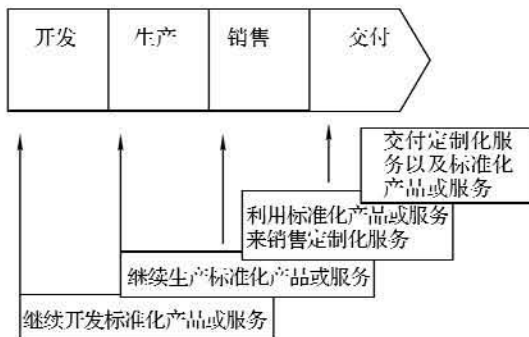 开发 生产 销售 交付
交付定制化服
务以及标准化
产品或服务
利用标准化产品或服务
来销售定制化服务
继续生产标准化产品或服务
继续开发标准化产品或服务